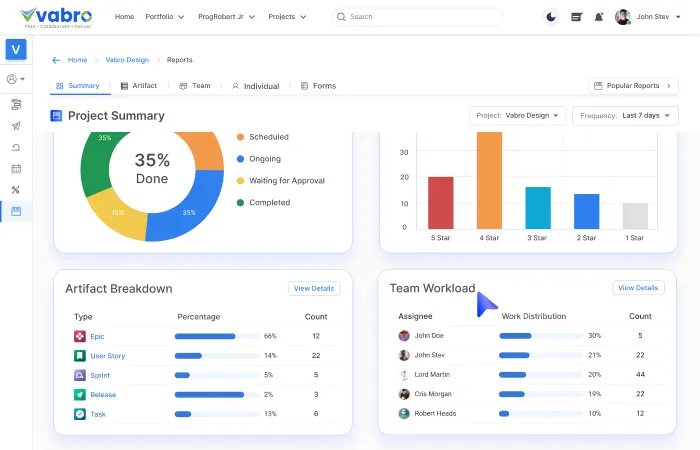 vabro
Plan • Collaborate • Deliver
Home Portfolio ProgRobert Jr Projects Search John Stev
V
Home Vabro Design Reports
Summary Artifact Team Individual Forms Popular Reports
Project Summary Project: Vabro Design Frequency: Last 7 days
35% Done
35%
15%
35%
Scheduled
Ongoing
Waiting for Approval
Completed
30
20
10
0
5 Star 4 Star 3 Star 2 Star 1 Star
Artifact Breakdown View Details
Type Percentage Count
Epic 66% 12
User Story 14% 22
Sprint 5% 5
Release 2% 3
Task 13% 6
Team Workload View Details
Assignee Work Distribution Count
John Doe 30% 5
John Stev 21% 22
Lord Martin 20% 44
Cris Morgan 19% 22
Robert Heads 10% 12